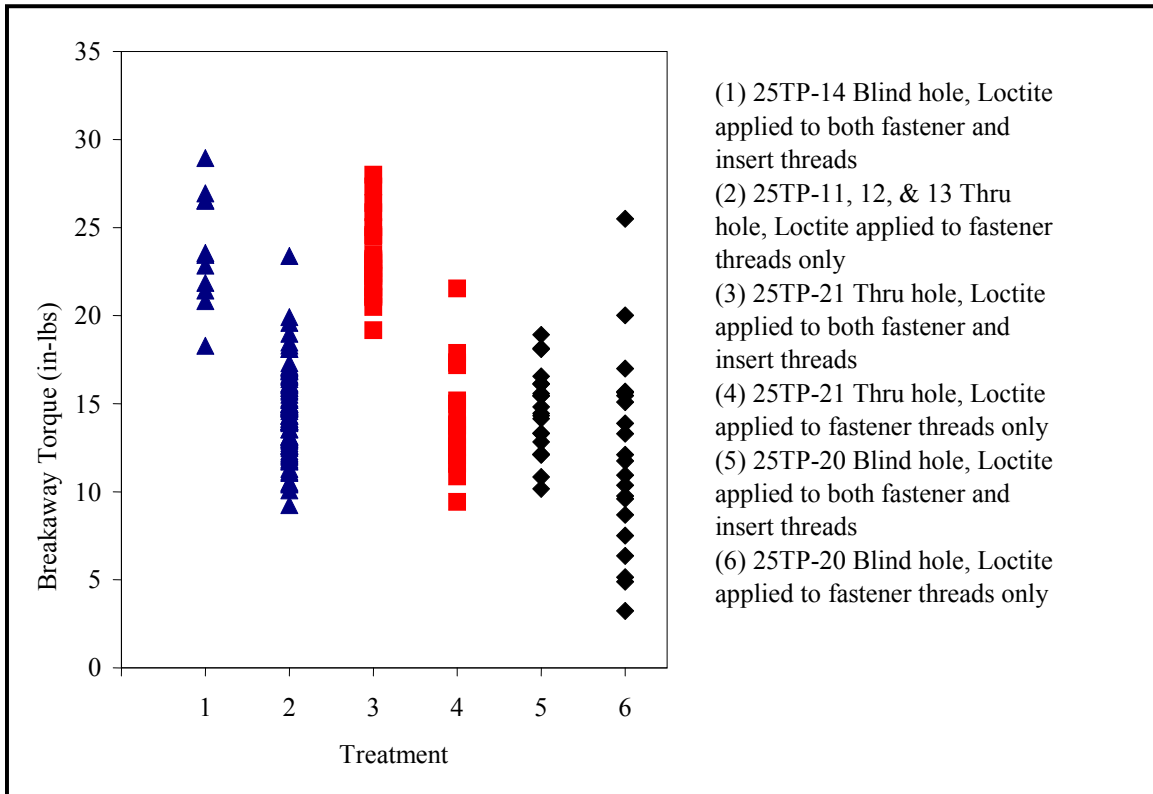 35
30
25
20
15
10
5
0
Breakaway Torque (in-lbs)
1 2 3 4 5 6
Treatment
(1) 25TP-14 Blind hole, Loctite
applied to both fastener and
insert threads
(2) 25TP-11, 12, & 13 Thru
hole, Loctite applied to fastener
threads only
(3) 25TP-21 Thru hole, Loctite
applied to both fastener and
insert threads
(4) 25TP-21 Thru hole, Loctite
applied to fastener threads only
(5) 25TP-20 Blind hole, Loctite
applied to both fastener and
insert threads
(6) 25TP-20 Blind hole, Loctite
applied to fastener threads only